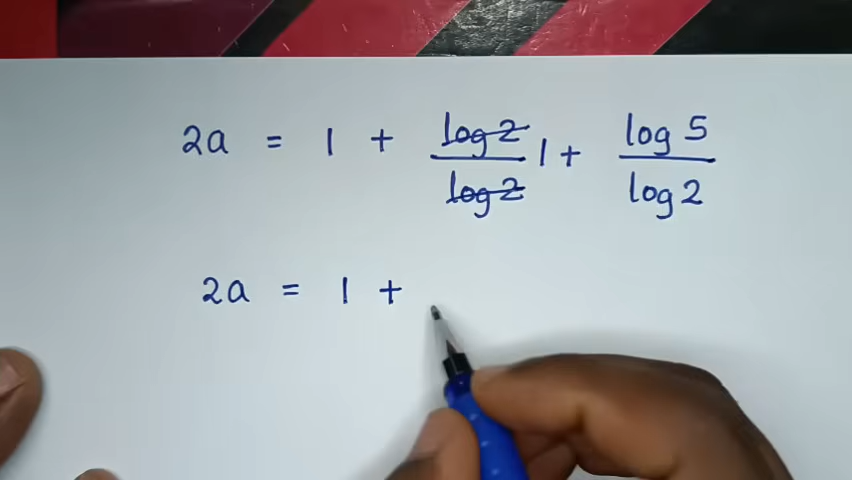 2a = 1 + log 2 / log 2 1 + log 5 / log 2
2a = 1 +